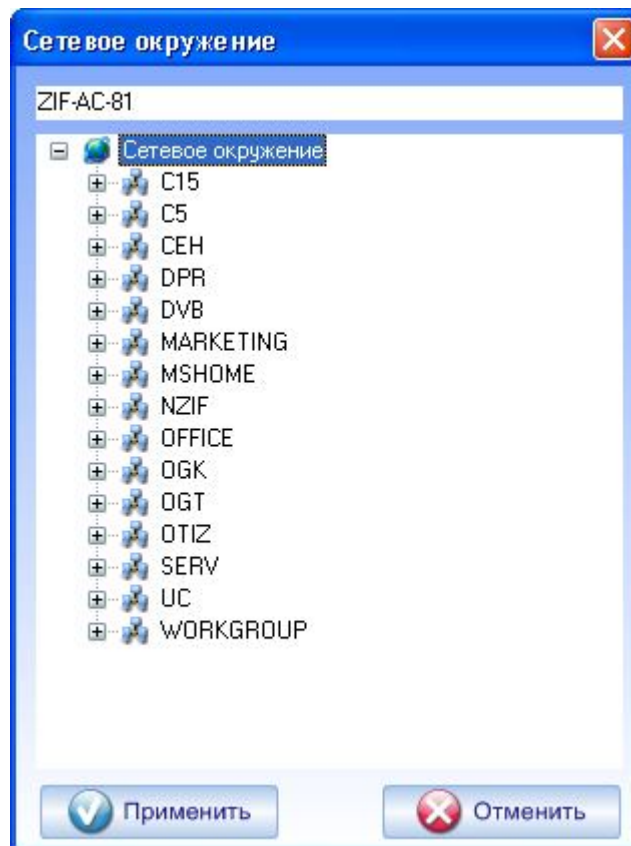 Сетевое окружение
ZIF-AC-81
Сетевое окружение
C15
C5
CEH
DPR
DVB
MARKETING
MSHOME
NZIF
OFFICE
OGK
OGT
OTIZ
SERV
UC
WORKGROUP
Применить
Отменить